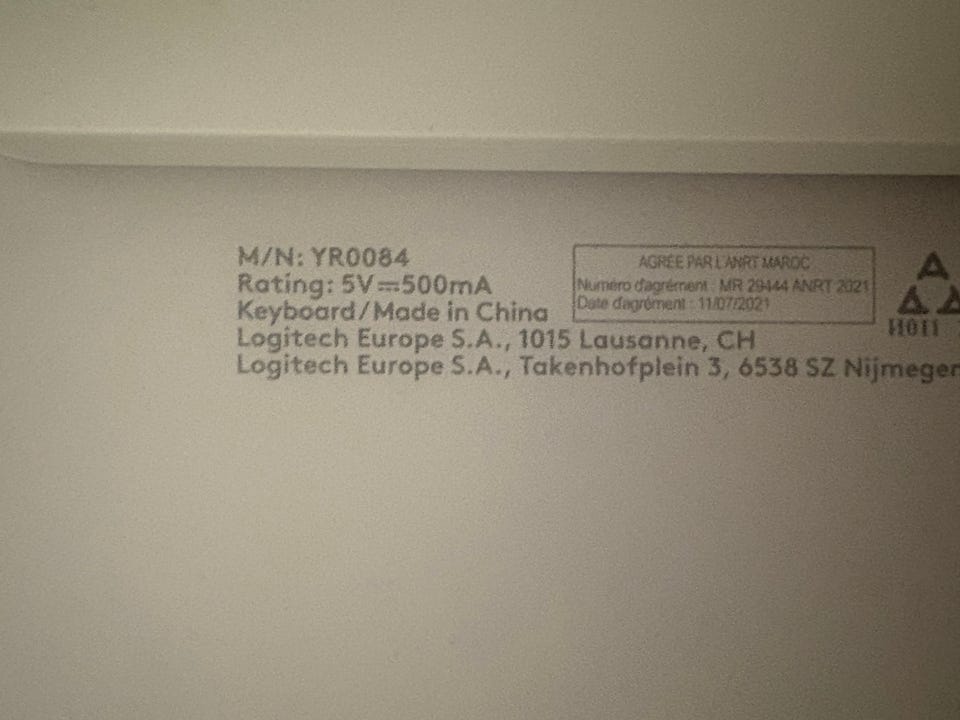 M/N: YR0084
Rating: 5V⎓500mA
Keyboard/Made in China
Logitech Europe S.A., 1015 Lausanne, CH
Logitech Europe S.A., Takenhofplein 3, 6538 SZ Nijmegen
AGREE PAR L'ANRT MAROC
Numéro d'agrément : MR 29444 ANRT 2021
Date d'agrément : 11/07/2021